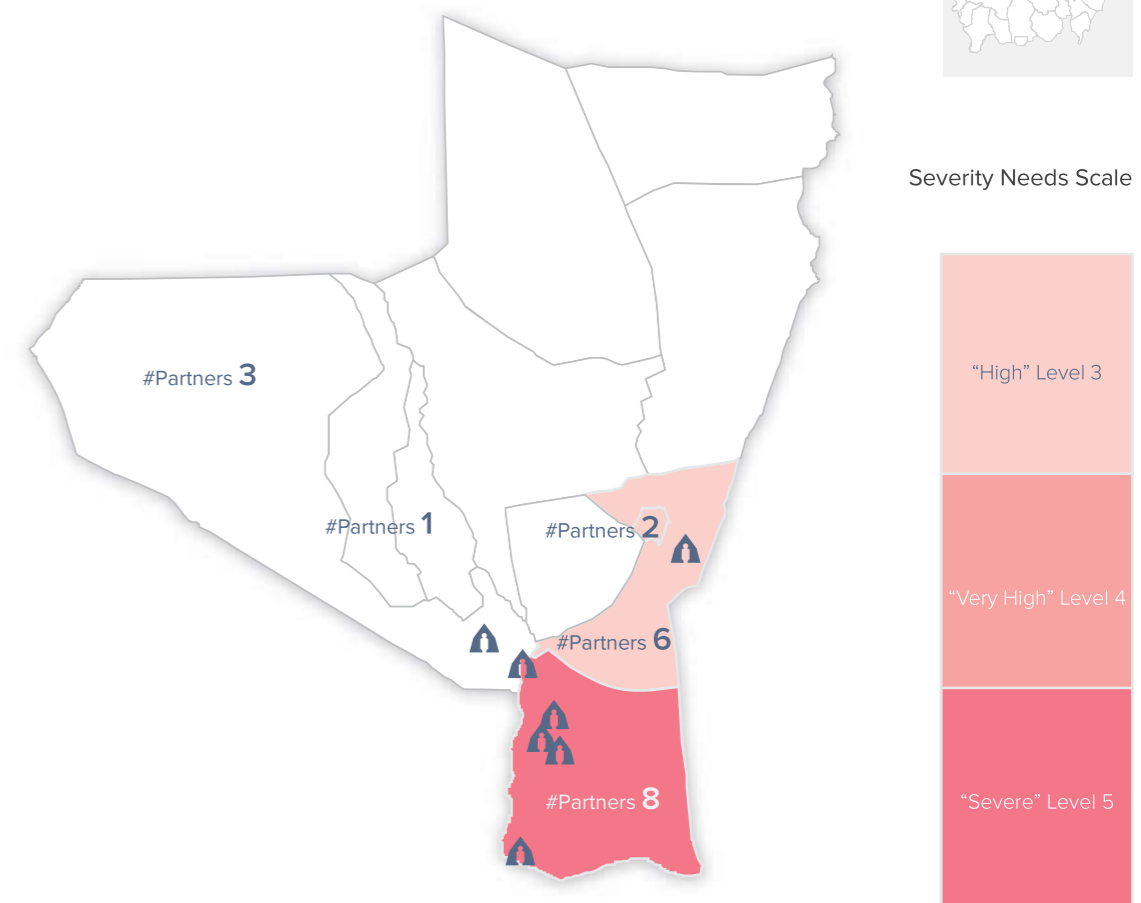 Severity Needs Scale
#Partners 3
“High” Level 3
#Partners 1
#Partners 2
“Very High” Level 4
#Partners 6
#Partners 8
“Severe” Level 5